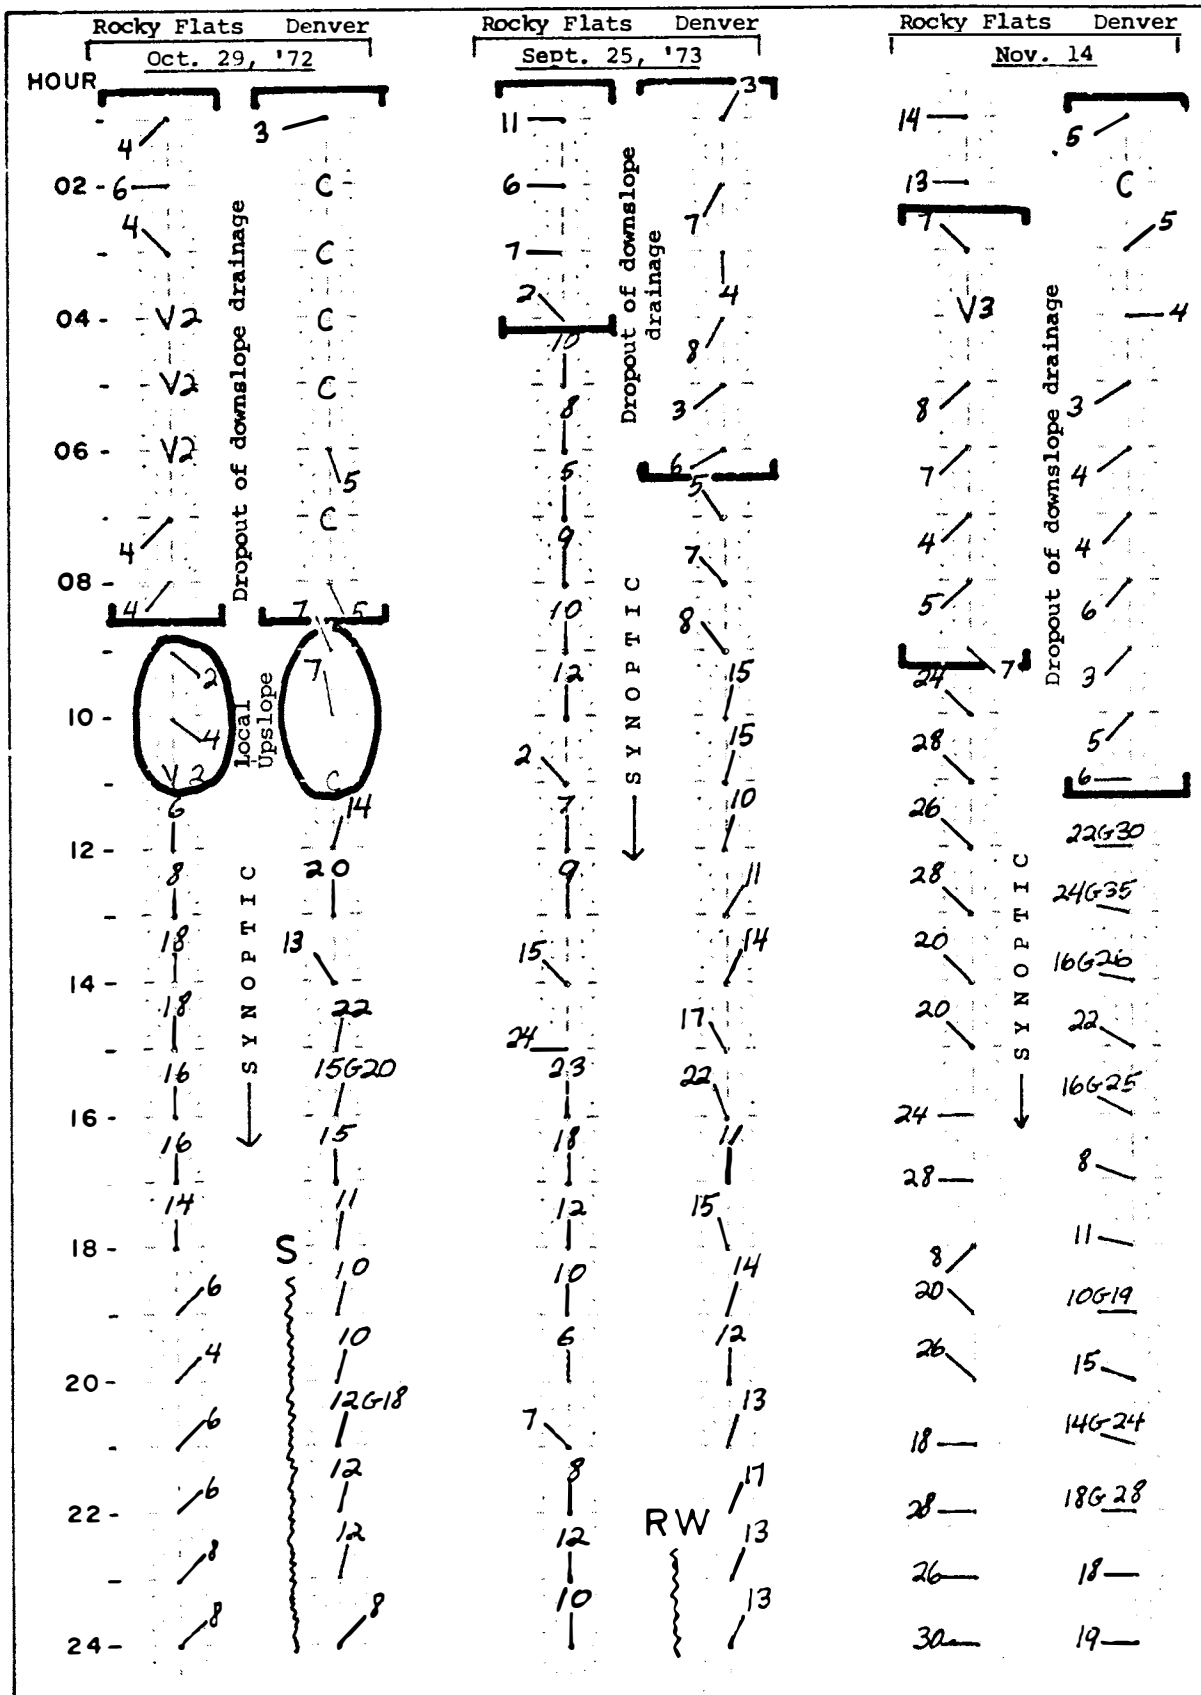 Rocky Flats Denver Rocky Flats Denver Rocky Flats Denver
Oct. 29, '72 Sept. 25, '73 Nov. 14
HOUR
3
4 3 11 14 5
02 - 6 C 6 7 13 C
4 C 7 4 7 5
04 - V2 C 2 8 V3 4
10
V2 C 8 3 8 3
06 - V2 5 5 6 7 4
5
4 C 9 7 4 4
08 - 4 7 5 10 8 5 6
2 7 12 15 24 7 3
10 - 4 2 15 28 5
V2 C 7 10 26 6
6 14
12 - 8 20 9 11 28 22G30
18 13 15 14 20 24G35
18 22 24 17 20 16G26
16 15G20 23 22 22
16 - 16 15 18 11 24 16G25
14 11 12 15 28 8
18 - S 10 10 14 8 11
6 10 6 12 20 10G19
20 - 4 12G18 26 15
6 12 7 13 18 14G24
22 - 6 12 8 17 28 18G28
RW
8 12 13 26 18
24 - 8 8 10 13 30 19
Dropout of downslope drainage
Local
Upslope
SYNOPTIC
Dropout of downslope
drainage
SYNOPTIC
Dropout of downslope drainage
SYNOPTIC